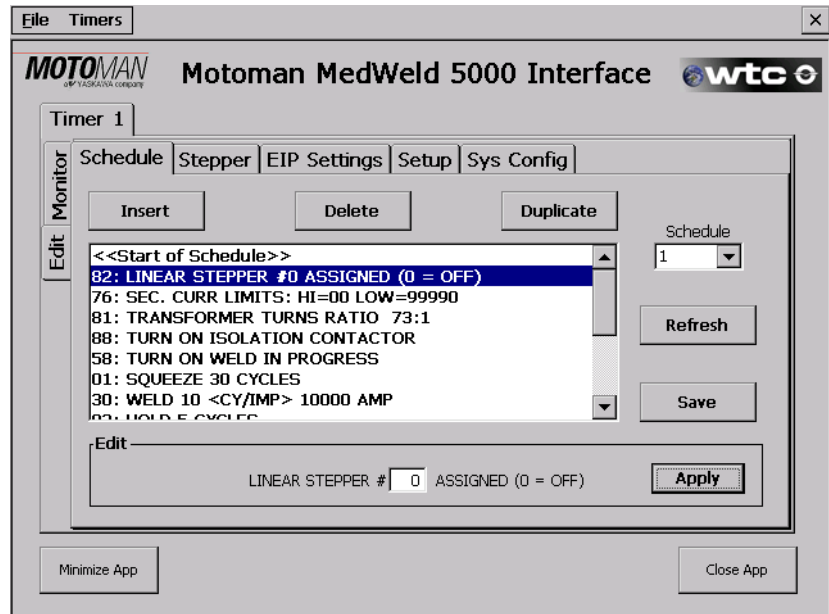 File Timers
MOTOMAN
a YASKAWA company
Motoman MedWeld 5000 Interface
wtc
Timer 1
Monitor
Edit
Schedule Stepper EIP Settings Setup Sys Config
Insert Delete Duplicate
Schedule
1
<<Start of Schedule>>
82: LINEAR STEPPER #0 ASSIGNED (0 = OFF)
76: SEC. CURR LIMITS: HI=00 LOW=99990
81: TRANSFORMER TURNS RATIO 73:1
88: TURN ON ISOLATION CONTACTOR
58: TURN ON WELD IN PROGRESS
01: SQUEEZE 30 CYCLES
30: WELD 10 <CY/IMP> 10000 AMP
02: HOLD 5 CYCLES
Refresh
Save
Edit
LINEAR STEPPER # 0 ASSIGNED (0 = OFF)
Apply
Minimize App
Close App